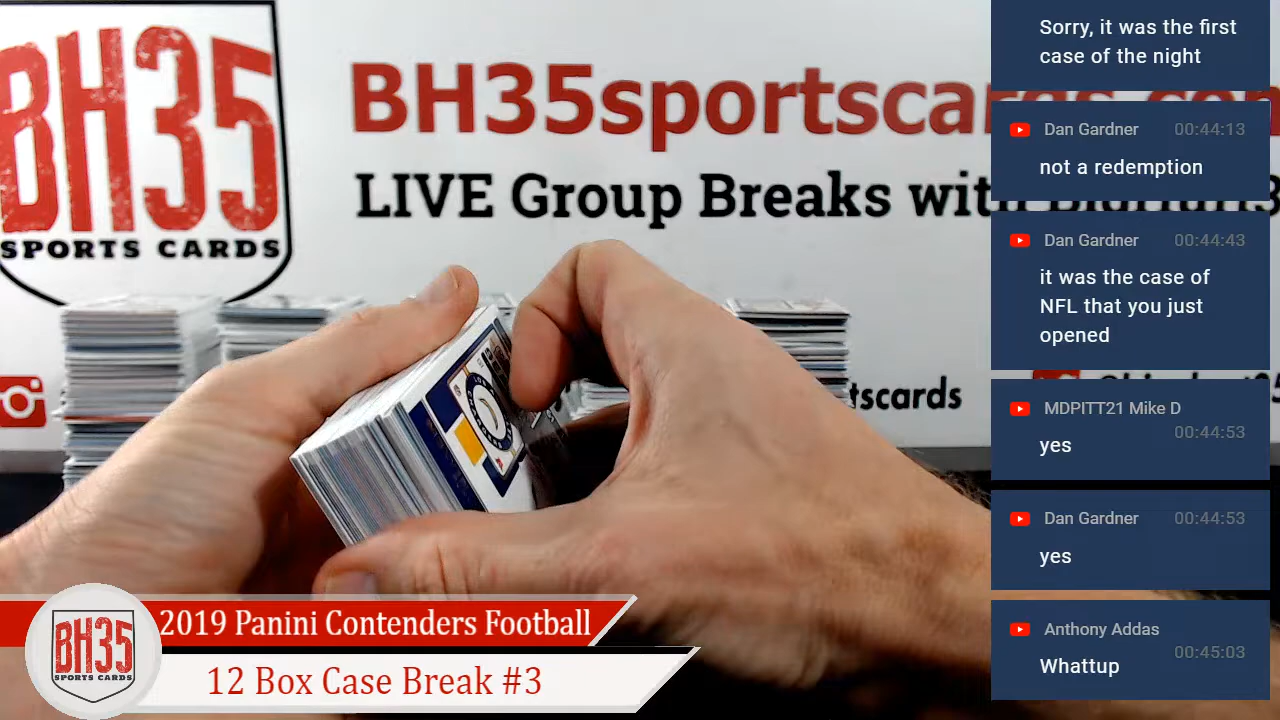 BH35
SPORTS CARDS
BH35sportscards.com
LIVE Group Breaks with
tscards
Sorry, it was the first
case of the night
Dan Gardner 00:44:13
not a redemption
Dan Gardner 00:44:43
it was the case of
NFL that you just
opened
MDPITT21 Mike D
00:44:53
yes
Dan Gardner 00:44:53
yes
Anthony Addas
00:45:03
Whattup
BH35
SPORTS CARDS
2019 Panini Contenders Football
12 Box Case Break #3